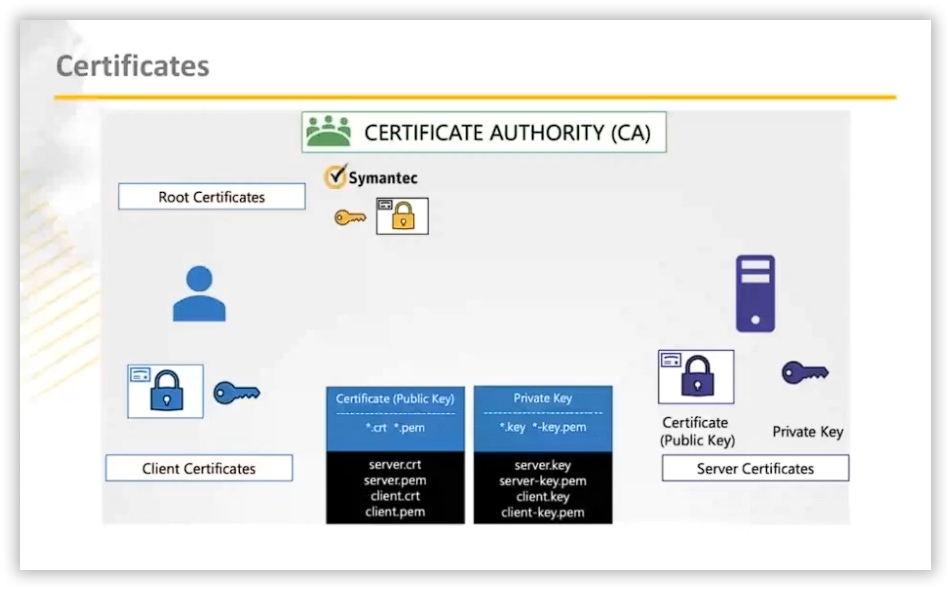 Certificates
CERTIFICATE AUTHORITY (CA)
Symantec
Root Certificates
Certificate (Public Key)
*.crt *.pem
server.crt
server.pem
client.crt
client.pem
Private Key
*.key *-key.pem
server.key
server-key.pem
client.key
client-key.pem
Certificate
(Public Key)
Private Key
Client Certificates
Server Certificates